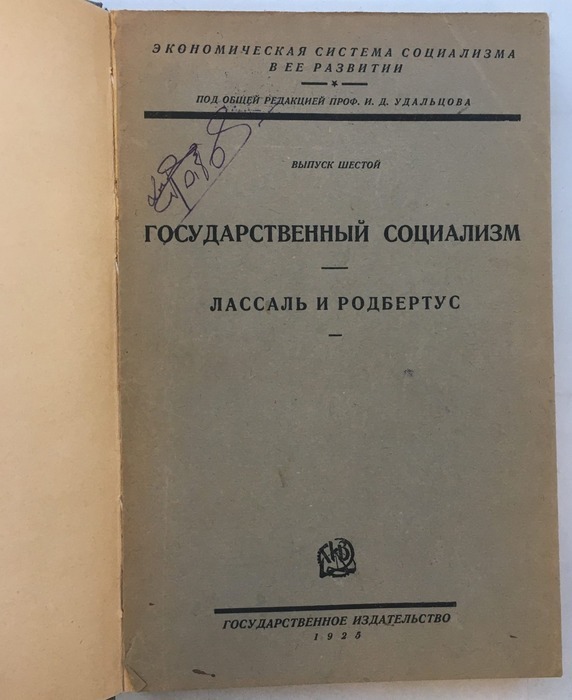 ЭКОНОМИЧЕСКАЯ СИСТЕМА СОЦИАЛИЗМА
В ЕЕ РАЗВИТИИ
ПОД ОБЩЕЙ РЕДАКЦИЕЙ ПРОФ. И. Д. УДАЛЬЦОВА
ВЫПУСК ШЕСТОЙ
ГОСУДАРСТВЕННЫЙ СОЦИАЛИЗМ
ЛАССАЛЬ И РОДБЕРТУС
ГОСУДАРСТВЕННОЕ ИЗДАТЕЛЬСТВО
1925